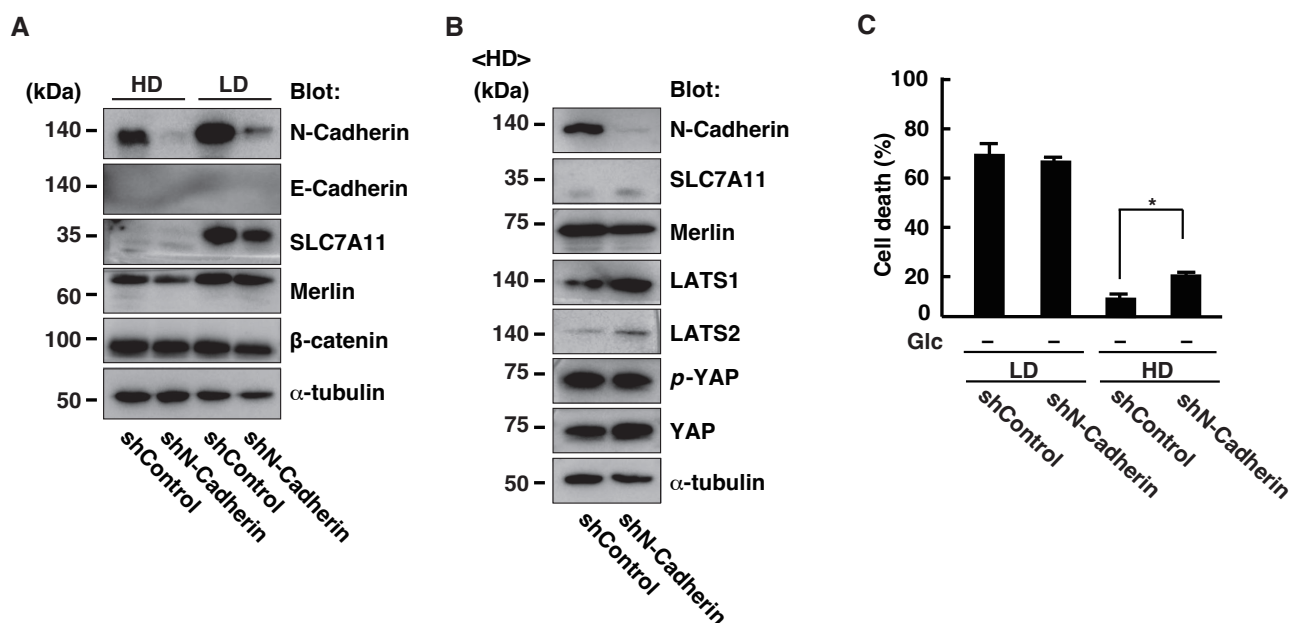 A
HD LD
(kDa) Blot:
140 N-Cadherin
140 E-Cadherin
35 SLC7A11
60 Merlin
100 β-catenin
50 α-tubulin
shControl
shN-Cadherin
shControl
shN-Cadherin
B
<HD>
(kDa) Blot:
140 N-Cadherin
35 SLC7A11
75 Merlin
140 LATS1
140 LATS2
75 p-YAP
75 YAP
50 α-tubulin
shControl
shN-Cadherin
C
Cell death (%)
100
80
60
40
20
0
*
Glc – – – –
LD HD
shControl
shN-Cadherin
shControl
shN-Cadherin